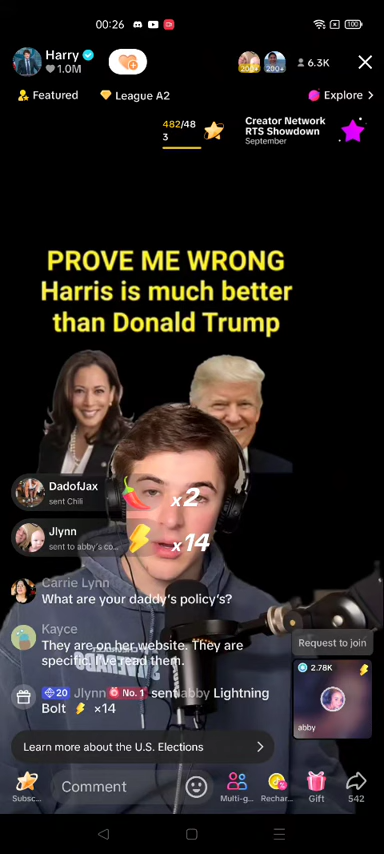 00:26
100
Harry
1.0M
200+
200+
6.3K
Featured
League A2
Explore
482/48
3
Creator Network
RTS Showdown
September
PROVE ME WRONG
Harris is much better
than Donald Trump
DadofJax
sent Chili
x2
Jlynn
sent to abby's co...
x14
Carrie Lynn
What are your daddy's policy's?
Kayce
They are on her website. They are
specific. I've read them.
Request to join
20 Jlynn No. 1 sent abby Lightning
Bolt x14
2.78K
abby
Learn more about the U.S. Elections
Comment
Subsc...
Multi-g...
Rechar...
Gift
542